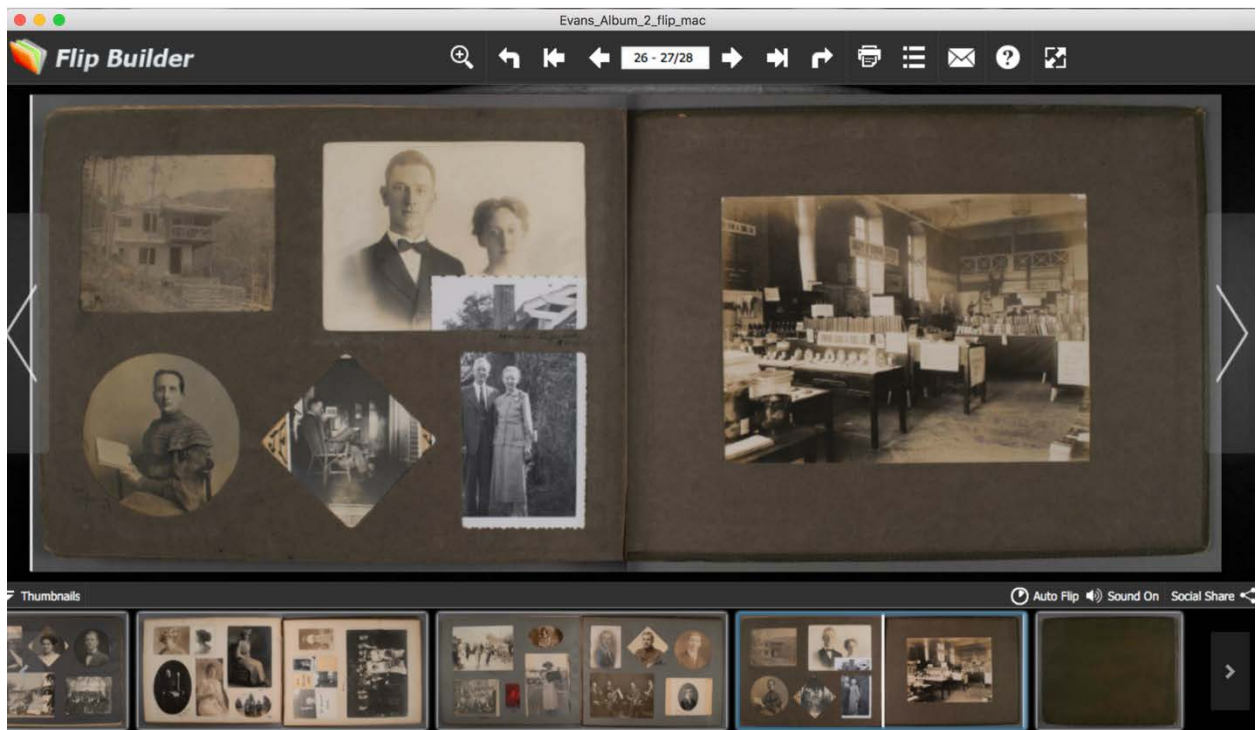 Evans_Album_2_flip_mac
Flip Builder
26 - 27/28
?
Thumbnails
Auto Flip Sound On Social Share